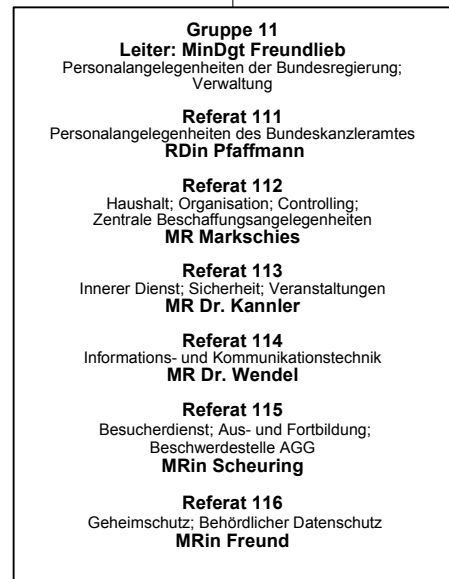 Gruppe 11
Leiter: MinDgt Freundlieb
Personalangelegenheiten der Bundesregierung;
Verwaltung
Referat 111
Personalangelegenheiten des Bundeskanzleramtes
RDin Pfaffmann
Referat 112
Haushalt; Organisation; Controlling;
Zentrale Beschaffungsangelegenheiten
MR Markschies
Referat 113
Innerer Dienst; Sicherheit; Veranstaltungen
MR Dr. Kannler
Referat 114
Informations- und Kommunikationstechnik
MR Dr. Wendel
Referat 115
Besucherdienst; Aus- und Fortbildung;
Beschwerdestelle AGG
MRin Scheuring
Referat 116
Geheimschutz; Behördlicher Datenschutz
MRin Freund